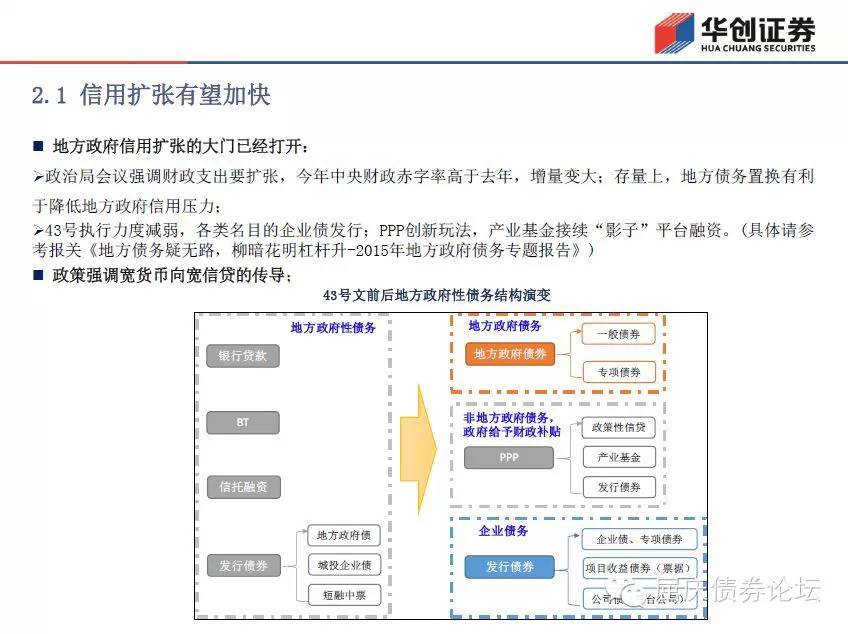 华创证券
HUA CHUANG SECURITIES
2.1 信用扩张有望加快
■ 地方政府信用扩张的大门已经打开：
➢政治局会议强调财政支出要扩张，今年中央财政赤字率高于去年，增量变大；存量上，地方债务置换有利
于降低地方政府信用压力；
➢43号执行力度减弱，各类名目的企业债发行；PPP创新玩法，产业基金接续“影子”平台融资。(具体请参
考报关《地方债务疑无路，柳暗花明杠杆升-2015年地方政府债务专题报告》)
■ 政策强调宽货币向宽信贷的传导；
43号文前后地方政府性债务结构演变
地方政府性债务
银行贷款
BT
信托融资
发行债券
地方政府债
城投企业债
短融中票
地方政府债务
地方政府债券
一般债券
专项债券
非地方政府债务，
政府给予财政补贴
PPP
政策性信贷
产业基金
发行债券
企业债务
发行债券
企业债、专项债券
项目收益债券（票据）
公司债 台公司）
屈庆债券论坛